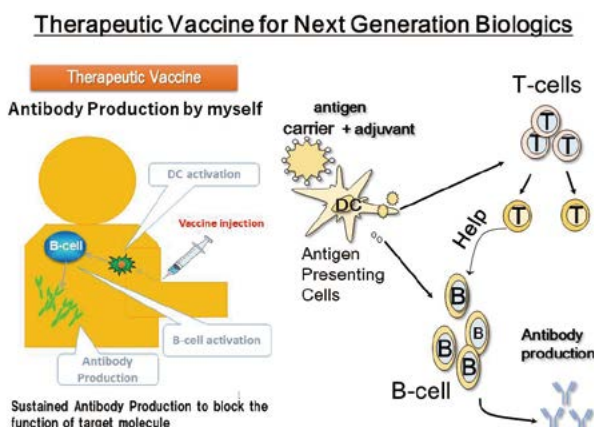 Therapeutic Vaccine for Next Generation Biologics
Therapeutic Vaccine
Antibody Production by myself
DC activation
Vaccine injection
B-cell
B-cell activation
Antibody
Production
Sustained Antibody Production to block the
function of target molecule
antigen
carrier + adjuvant
DC
Antigen
Presenting
Cells
T-cells
T
T
T
T
T
Help
B
B
B
B
B-cell
Antibody
production